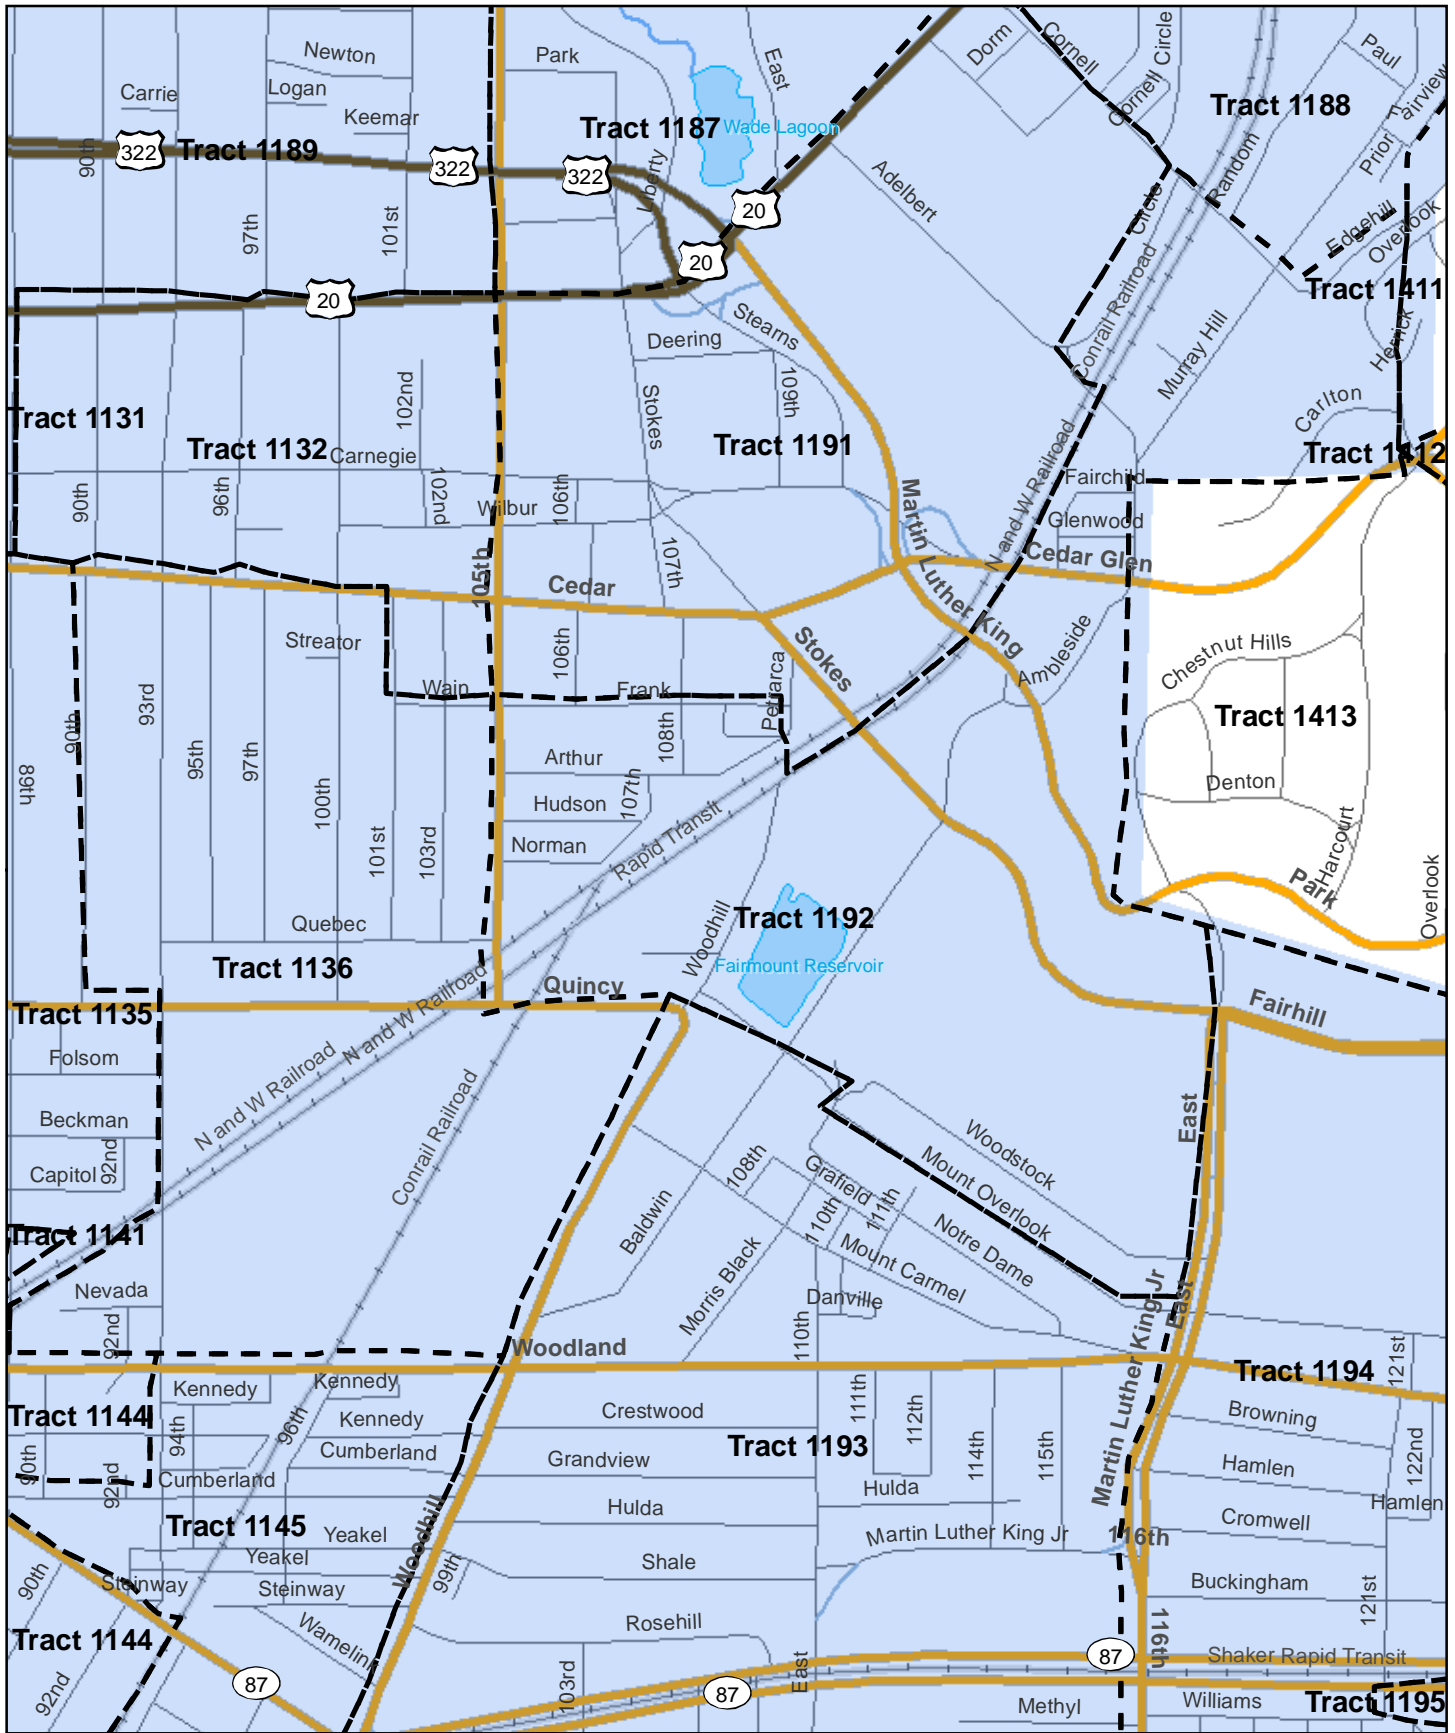 Newton
Park
East
Dorm
Cornell
Cornell Circle
Paul
Fairview
Carrie
Logan
Keemar
Tract 1187
Wade Lagoon
Tract 1188
Prior
90th
322
Tract 1189
322
322
Liberty
20
Adelbert
Circle
Random
Edgehill
Overlook
97th
101st
20
20
Tract 1411
Conrail Railroad
Murray Hill
Herrick
Deering
Stearns
Tract 1131
102nd
Stokes
109th
Carlton
Tract 1132
Carnegie
Tract 1191
Tract 1412
90th
96th
102nd
Wilbur
106th
Martin Luther King
N and W Railroad
Fairchild
Glenwood
Cedar Glen
105th
Cedar
107th
Streator
106th
Stokes
Ambleside
Chestnut Hills
Wain
Frank
Petrarca
93rd
90th
Tract 1413
89th
95th
97th
100th
101st
103rd
Arthur
108th
Hudson
107th
Norman
Rapid Transit
Denton
Harcourt
Park
Overlook
Quebec
Woodhill
Tract 1192
Fairmount Reservoir
Tract 1136
Quincy
Tract 1135
N and W Railroad
N and W Railroad
Fairhill
Folsom
Beckman
Capitol
92nd
Conrail Railroad
East
Woodstock
Mount Overlook
108th
Grafield
110th
111th
Notre Dame
Mount Carmel
Baldwin
Morris Black
Tract 1141
Nevada
92nd
Danville
110th
Martin Luther King Jr
East
Woodland
Tract 1194
121st
Kennedy
Kennedy
Kennedy
Tract 1144
94th
96th
Cumberland
Cumberland
90th
92nd
Crestwood
Grandview
Tract 1193
111th
112th
114th
115th
Browning
Hamlen
122nd
Hamlen
Hulda
Hulda
Cromwell
Tract 1145
Yeakel
Yeakel
Woodhill
99th
Martin Luther King Jr
116th
Shale
Steinway
Steinway
90th
Buckingham
121st
Wamelink
Rosehill
Tract 1144
92nd
87
103rd
87
East
87
116th
Shaker Rapid Transit
Methyl
Williams
Tract 1195